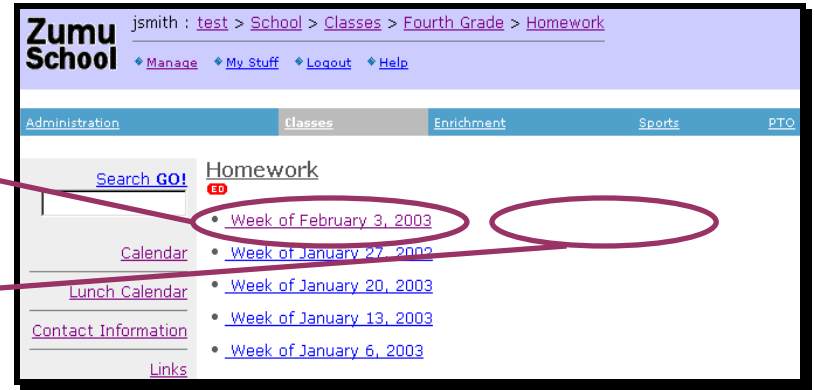 Zumu School
jsmith : test > School > Classes > Fourth Grade > Homework
Manage My Stuff Logout Help
Administration Classes Enrichment Sports PTO
Search GO!
Calendar
Lunch Calendar
Contact Information
Links
Homework
ED
Week of February 3, 2003
Week of January 27, 2003
Week of January 20, 2003
Week of January 13, 2003
Week of January 6, 2003